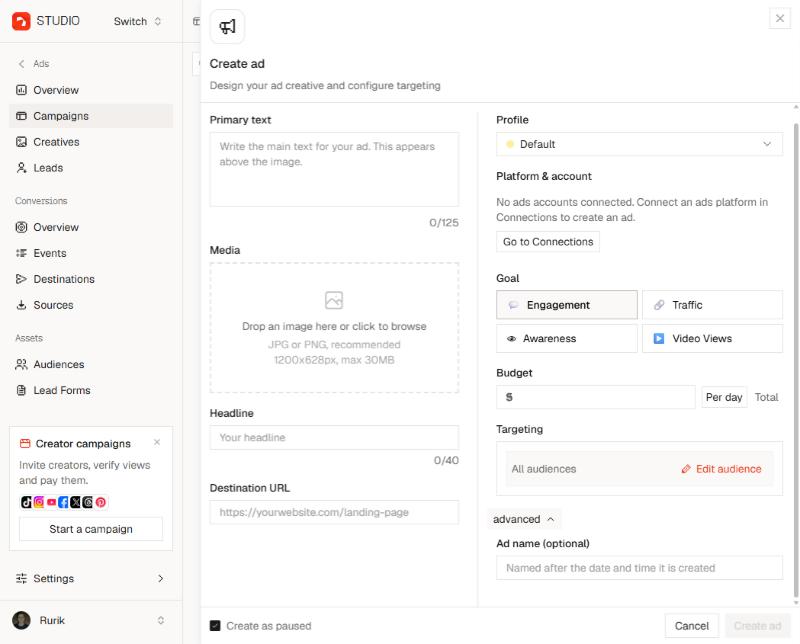 STUDIO
Switch
Ads
Overview
Campaigns
Creatives
Leads
Conversions
Overview
Events
Destinations
Sources
Assets
Audiences
Lead Forms
Creator campaigns
Invite creators, verify views
and pay them.
Start a campaign
Settings
Rurik
Create ad
Design your ad creative and configure targeting
Primary text
Write the main text for your ad. This appears
above the image.
0/125
Media
Drop an image here or click to browse
JPG or PNG, recommended
1200x628px, max 30MB
Headline
Your headline
0/40
Destination URL
https://yourwebsite.com/landing-page
Profile
Default
Platform & account
No ads accounts connected. Connect an ads platform in
Connections to create an ad.
Go to Connections
Goal
Engagement
Traffic
Awareness
Video Views
Budget
$
Per day
Total
Targeting
All audiences
Edit audience
advanced
Ad name (optional)
Named after the date and time it is created
Create as paused
Cancel
Create ad